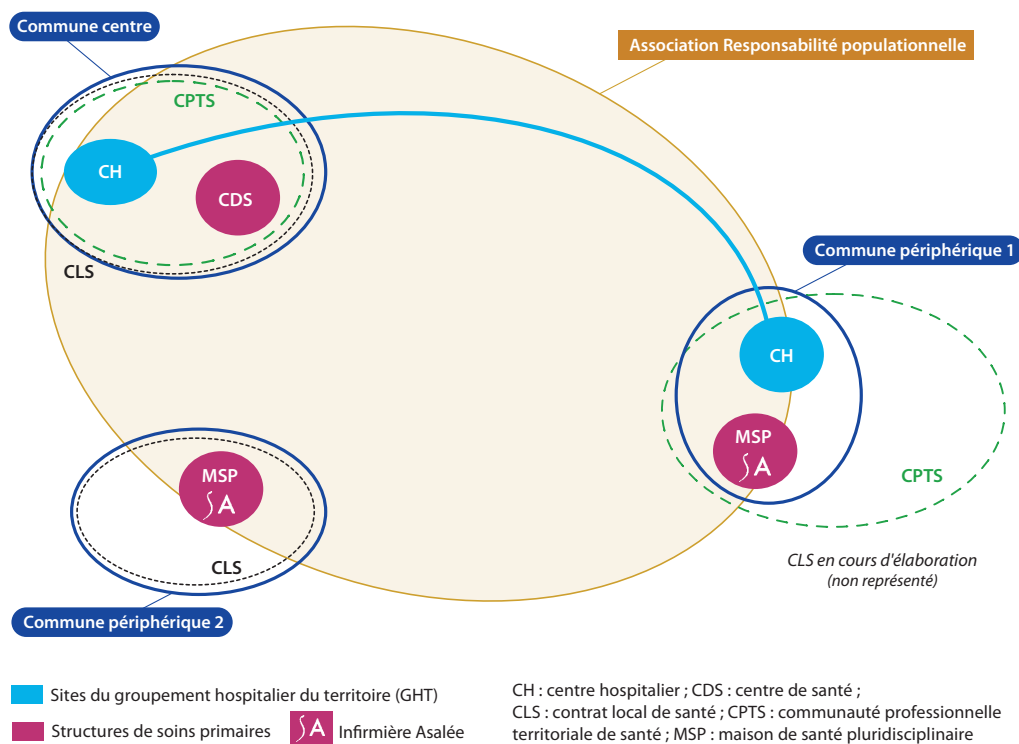 Commune centre
Association Responsabilité populationnelle
CPTS
CH
CDS
CLS
Commune périphérique 1
CH
MSP
A
CPTS
MSP
A
CLS
CLS en cours d'élaboration
(non représenté)
Commune périphérique 2
Sites du groupement hospitalier du territoire (GHT)
Structures de soins primaires
A
Infirmière Asalée
CH : centre hospitalier ; CDS : centre de santé ;
CLS : contrat local de santé ; CPTS : communauté professionnelle
territoriale de santé ; MSP : maison de santé pluridisciplinaire